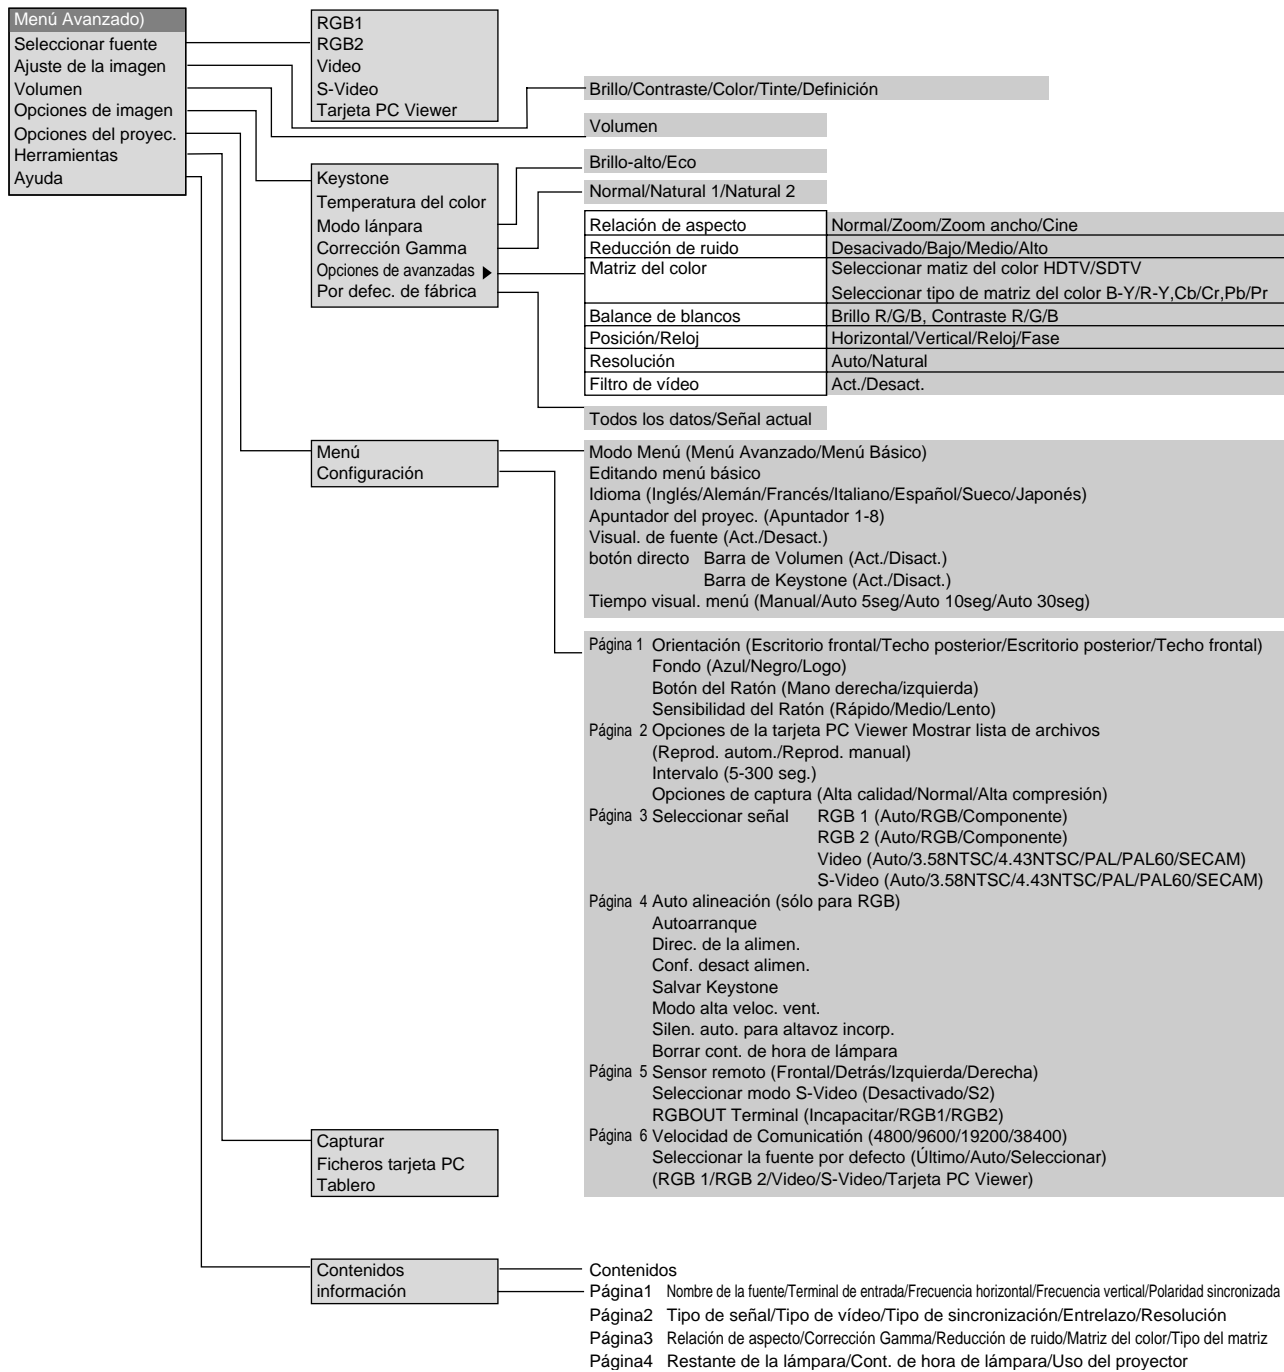 Menú Avanzado)
Seleccionar fuente
Ajuste de la imagen
Volumen
Opciones de imagen
Opciones del proyec.
Herramientas
Ayuda
RGB1
RGB2
Video
S-Video
Tarjeta PC Viewer
Brillo/Contraste/Color/Tinte/Definición
Volumen
Keystone
Temperatura del color
Modo lánpara
Corrección Gamma
Opciones de avanzadas ▶
Por defec. de fábrica
Brillo-alto/Eco
Normal/Natural 1/Natural 2
Relación de aspecto Normal/Zoom/Zoom ancho/Cine
Reducción de ruido Desacivado/Bajo/Medio/Alto
Matriz del color Seleccionar matiz del color HDTV/SDTV
Seleccionar tipo de matriz del color B-Y/R-Y,Cb/Cr,Pb/Pr
Balance de blancos Brillo R/G/B, Contraste R/G/B
Posición/Reloj Horizontal/Vertical/Reloj/Fase
Resolución Auto/Natural
Filtro de vídeo Act./Desact.
Todos los datos/Señal actual
Menú
Configuración
Modo Menú (Menú Avanzado/Menú Básico)
Editando menú básico
Idioma (Inglés/Alemán/Francés/Italiano/Español/Sueco/Japonés)
Apuntador del proyec. (Apuntador 1-8)
Visual. de fuente (Act./Desact.)
botón directo Barra de Volumen (Act./Disact.)
Barra de Keystone (Act./Disact.)
Tiempo visual. menú (Manual/Auto 5seg/Auto 10seg/Auto 30seg)
Página 1 Orientación (Escritorio frontal/Techo posterior/Escritorio posterior/Techo frontal)
Fondo (Azul/Negro/Logo)
Botón del Ratón (Mano derecha/izquierda)
Sensibilidad del Ratón (Rápido/Medio/Lento)
Página 2 Opciones de la tarjeta PC Viewer Mostrar lista de archivos
(Reprod. autom./Reprod. manual)
Intervalo (5-300 seg.)
Opciones de captura (Alta calidad/Normal/Alta compresión)
Página 3 Seleccionar señal RGB 1 (Auto/RGB/Componente)
RGB 2 (Auto/RGB/Componente)
Video (Auto/3.58NTSC/4.43NTSC/PAL/PAL60/SECAM)
S-Video (Auto/3.58NTSC/4.43NTSC/PAL/PAL60/SECAM)
Página 4 Auto alineación (sólo para RGB)
Autoarranque
Direc. de la alimen.
Conf. desact alimen.
Salvar Keystone
Modo alta veloc. vent.
Silen. auto. para altavoz incorp.
Borrar cont. de hora de lámpara
Página 5 Sensor remoto (Frontal/Detrás/Izquierda/Derecha)
Seleccionar modo S-Video (Desactivado/S2)
RGBOUT Terminal (Incapacitar/RGB1/RGB2)
Página 6 Velocidad de Comunicatión (4800/9600/19200/38400)
Seleccionar la fuente por defecto (Último/Auto/Seleccionar)
(RGB 1/RGB 2/Video/S-Video/Tarjeta PC Viewer)
Capturar
Ficheros tarjeta PC
Tablero
Contenidos
información
Contenidos
Página1 Nombre de la fuente/Terminal de entrada/Frecuencia horizontal/Frecuencia vertical/Polaridad sincronizada
Página2 Tipo de señal/Tipo de vídeo/Tipo de sincronización/Entrelazo/Resolución
Página3 Relación de aspecto/Corrección Gamma/Reducción de ruido/Matriz del color/Tipo del matriz
Página4 Restante de la lámpara/Cont. de hora de lámpara/Uso del proyector